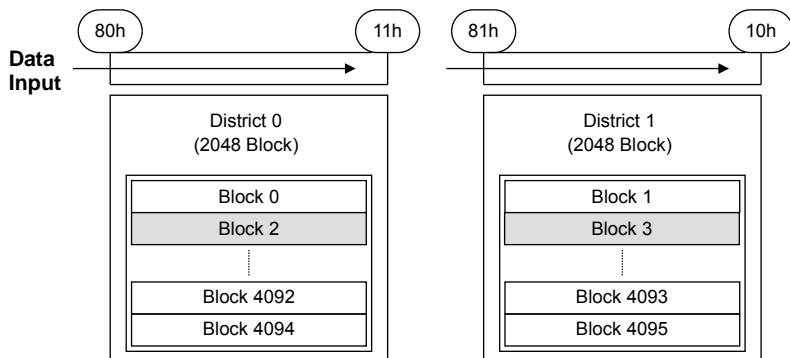 80h
11h
81h
10h
Data
Input
District 0
(2048 Block)
Block 0
Block 2
Block 4092
Block 4094
District 1
(2048 Block)
Block 1
Block 3
Block 4093
Block 4095